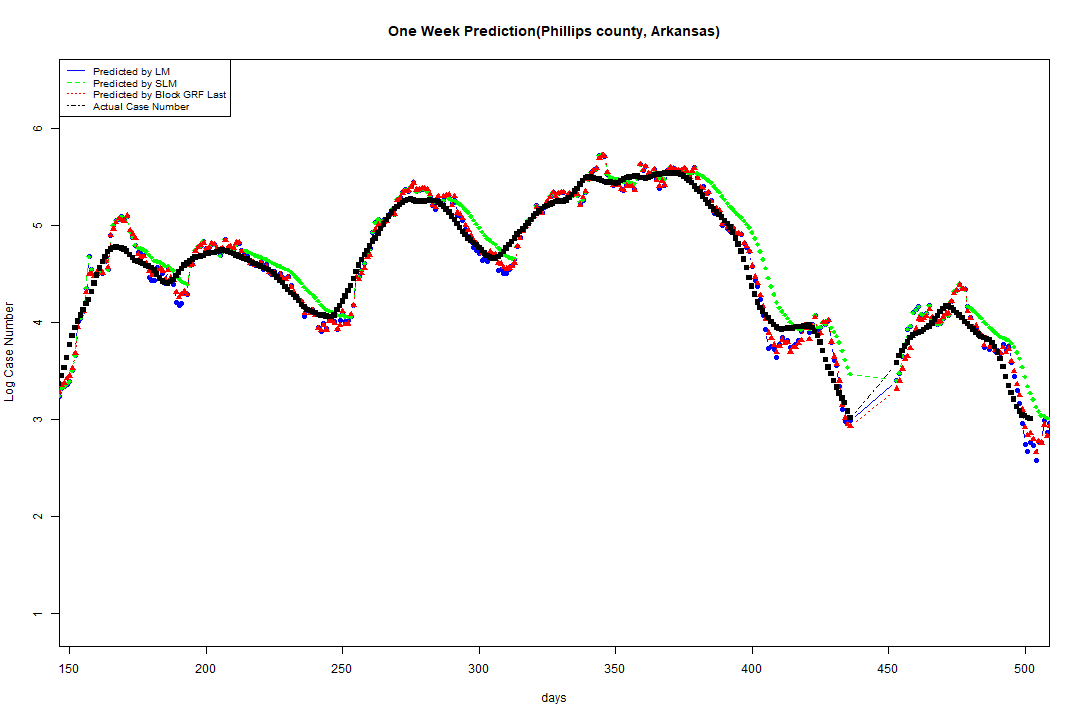 One Week Prediction(Phillips county, Arkansas)
Predicted by LM
Predicted by SLM
Predicted by Block GRF Last
Actual Case Number
Log Case Number
6
5
4
3
2
1
150 200 250 300 350 400 450 500
days